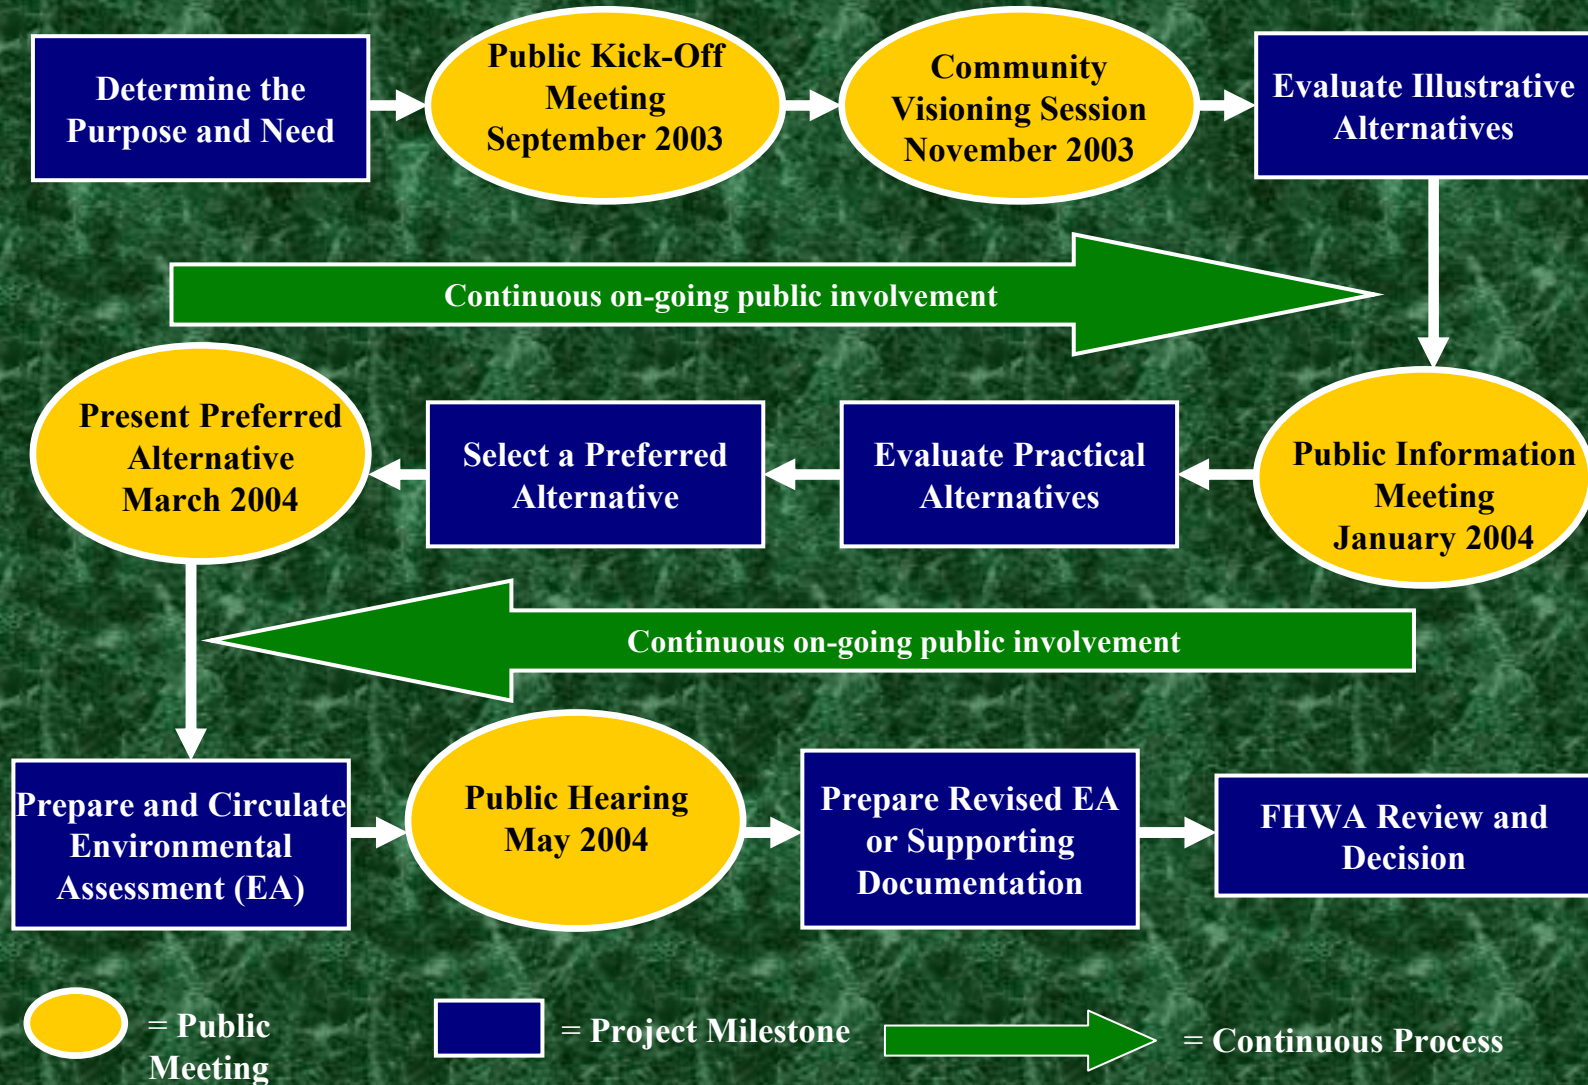 Determine the
Purpose and Need
Public Kick-Off
Meeting
September 2003
Community
Visioning Session
November 2003
Evaluate Illustrative
Alternatives
Continuous on-going public involvement
Present Preferred
Alternative
March 2004
Select a Preferred
Alternative
Evaluate Practical
Alternatives
Public Information
Meeting
January 2004
Continuous on-going public involvement
Prepare and Circulate
Environmental
Assessment (EA)
Public Hearing
May 2004
Prepare Revised EA
or Supporting
Documentation
FHWA Review and
Decision
= Public
Meeting
= Project Milestone
= Continuous Process